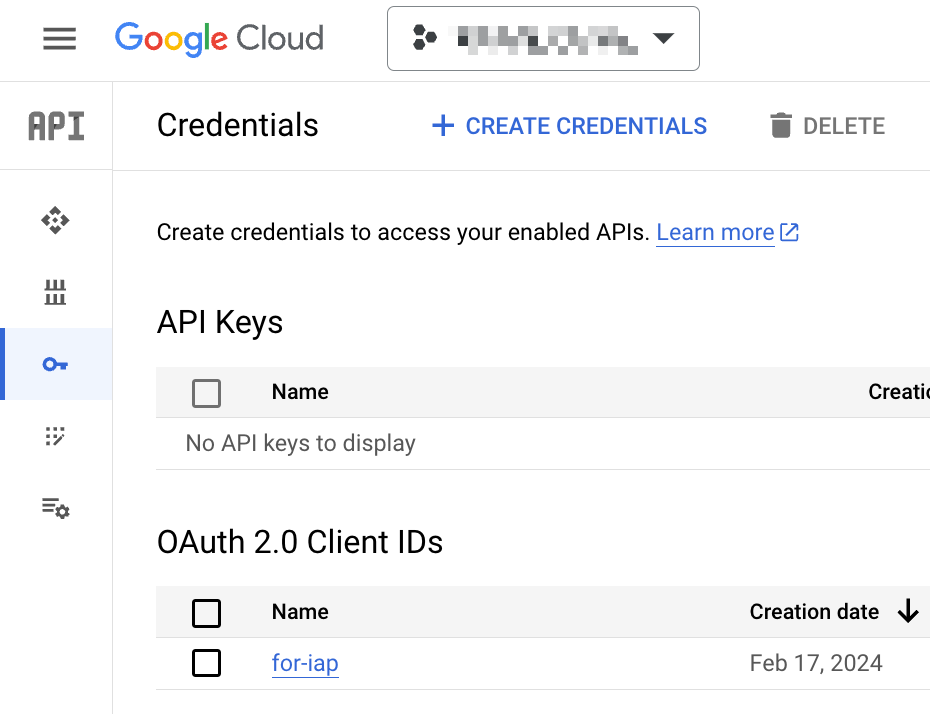 Google Cloud
API
Credentials
CREATE CREDENTIALS
DELETE
Create credentials to access your enabled APIs. Learn more
API Keys
Name Creatio
No API keys to display
OAuth 2.0 Client IDs
Name Creation date
for-iap Feb 17, 2024